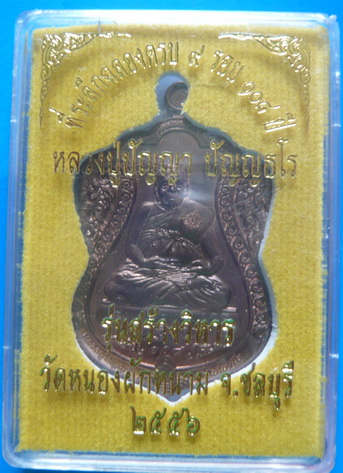 ที่ระลึกฉลองครบ ๙ รอบ ๑๐๘ ปี
หลวงปู่ปัญญา ปัญญธโร
รุ่นสร้างวิหาร
วัดหนองผักหนาม จ.ชลบุรี
๒๕๕๖